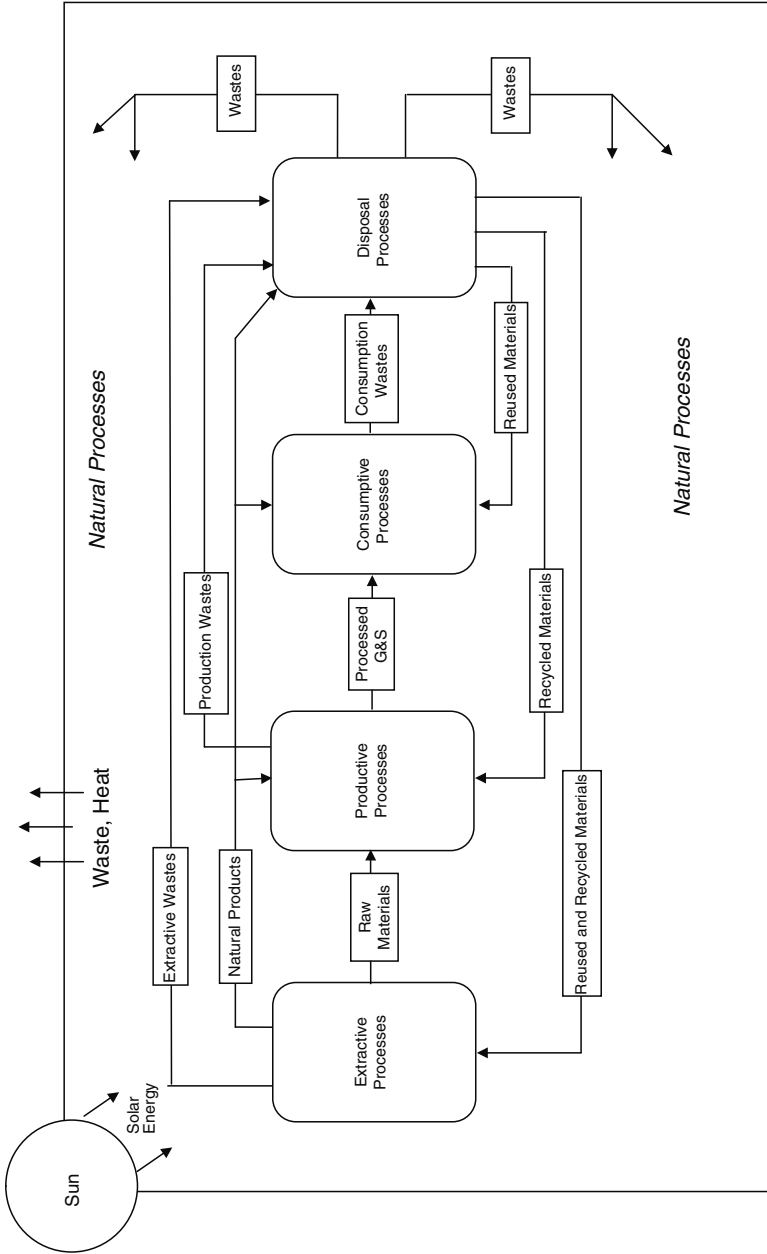 Sun
Solar
Energy
Waste, Heat
Natural Processes
Extractive Wastes
Production Wastes
Natural Products
Wastes
Extractive
Processes
Raw
Materials
Productive
Processes
Processed
G&S
Consumptive
Processes
Consumption
Wastes
Disposal
Processes
Reused Materials
Recycled Materials
Reused and Recycled Materials
Wastes
Natural Processes